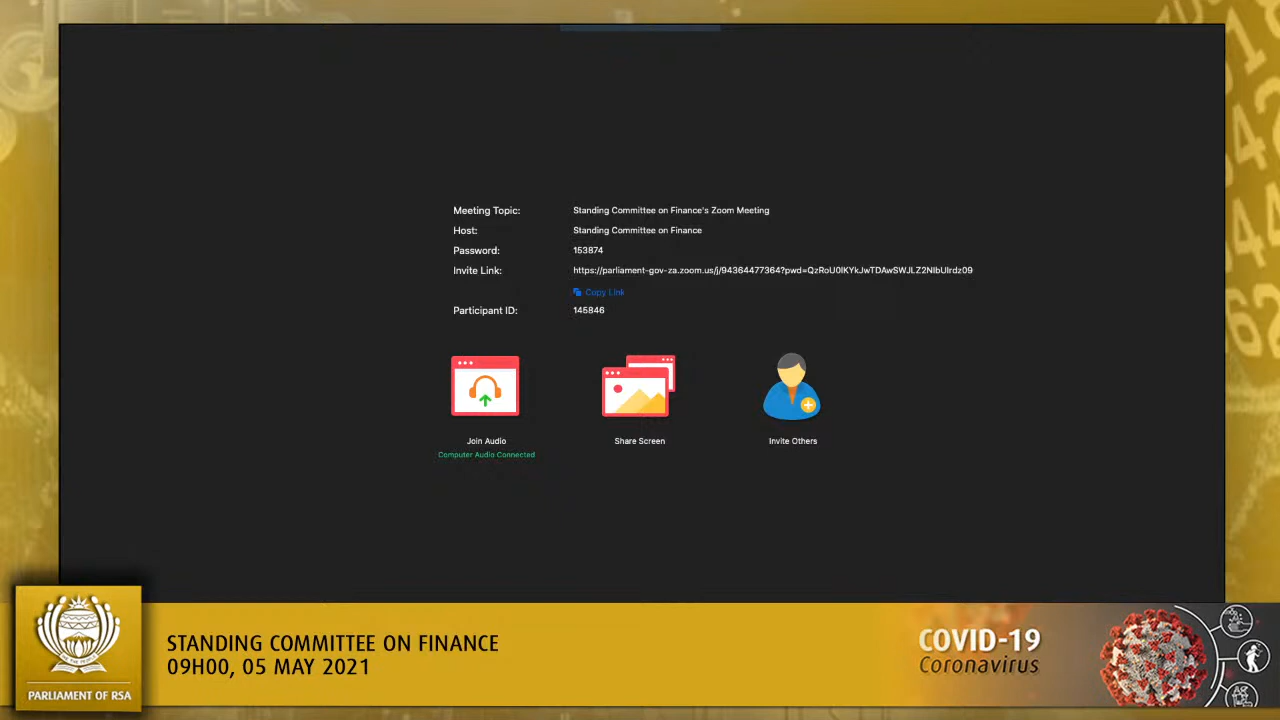 Meeting Topic: Standing Committee on Finance's Zoom Meeting
Host: Standing Committee on Finance
Password: 153874
Invite Link: https://parliament-gov-za.zoom.us/j/94364477364?pwd=QzRoU0lKYkJwTDAwSWJLZ2NIbUlrdz09
Copy Link
Participant ID: 145846
Join Audio Share Screen Invite Others
Computer Audio Connected
STANDING COMMITTEE ON FINANCE
09H00, 05 MAY 2021
COVID-19
Coronavirus
PARLIAMENT OF RSA